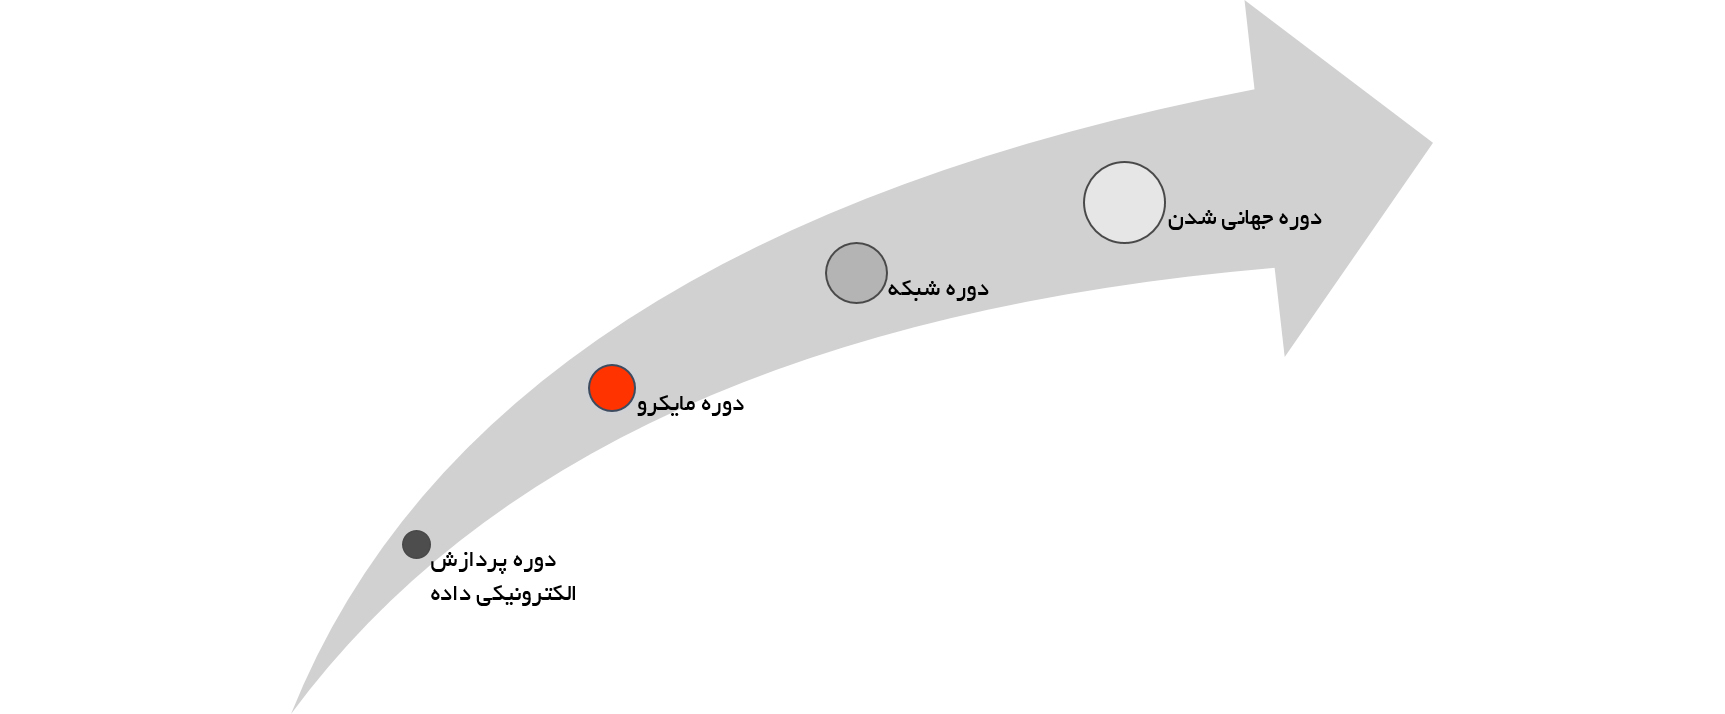 دوره پردازش
الکترونیکی داده
دوره مایکرو
دوره شبکه
دوره جهانی شدن